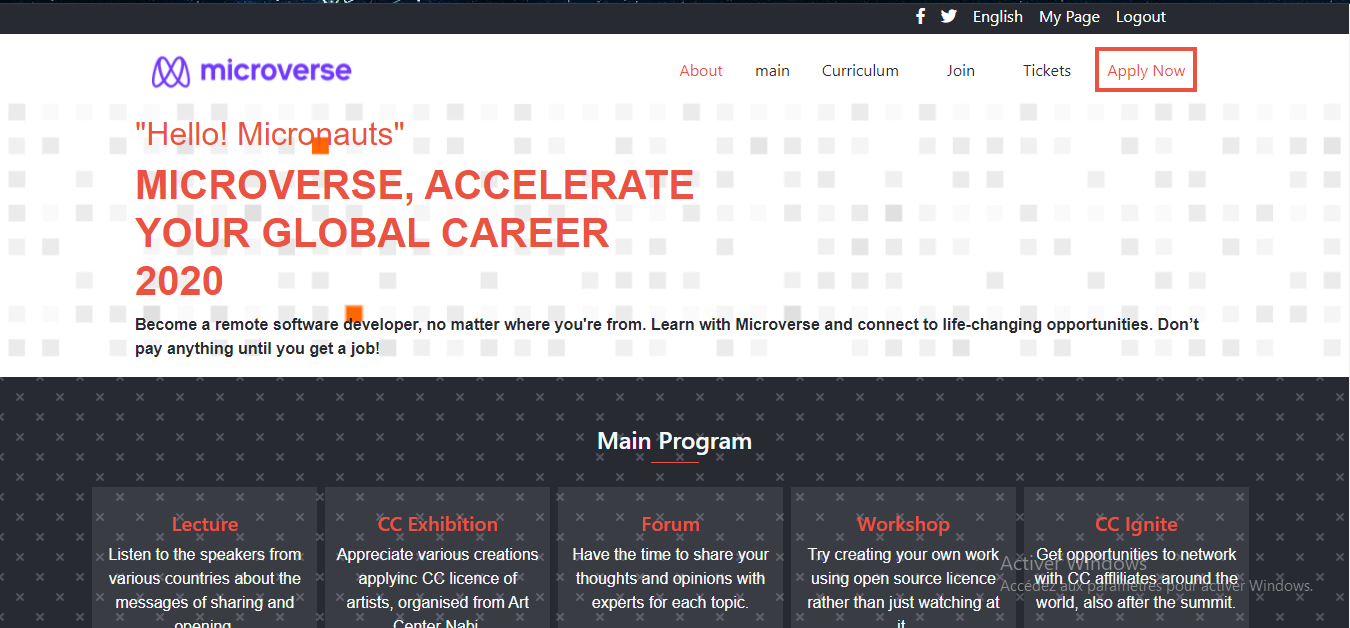 English My Page Logout
microverse
About main Curriculum Join Tickets Apply Now
"Hello! Micronauts"
MICROVERSE, ACCELERATE
YOUR GLOBAL CAREER
2020
Become a remote software developer, no matter where you're from. Learn with Microverse and connect to life-changing opportunities. Don’t
pay anything until you get a job!
Main Program
Lecture
Listen to the speakers from
various countries about the
messages of sharing and
opening.
CC Exhibition
Appreciate various creations
applyinc CC licence of
artists, organised from Art
Center Nabi.
Forum
Have the time to share your
thoughts and opinions with
experts for each topic.
Workshop
Try creating your own work
using open source licence
rather than just watching at
it.
CC Ignite
Get opportunities to network
with CC affliliates around the
world, also after the summit.
Activer Windows
Accédez aux paramètres pour activer Windows.